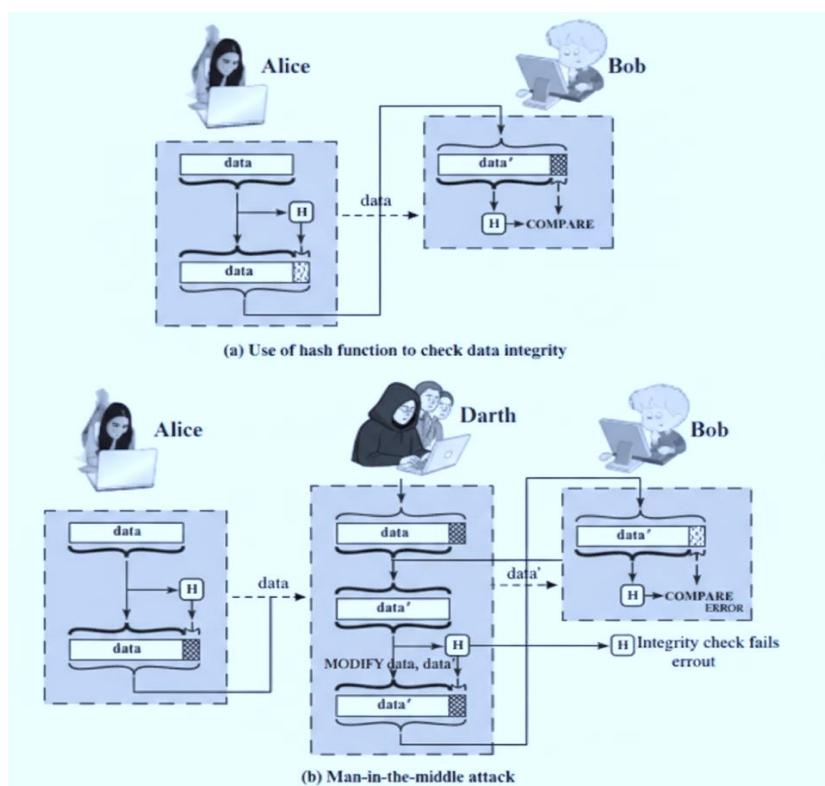 Alice
Bob
data
data′
H
data
H
COMPARE
data
(a) Use of hash function to check data integrity
Alice
Darth
Bob
data
data
data′
data
data′
H
data′
H
COMPARE
ERROR
data
H
H
Integrity check fails
errout
MODIFY data, data′
data′
(b) Man-in-the-middle attack